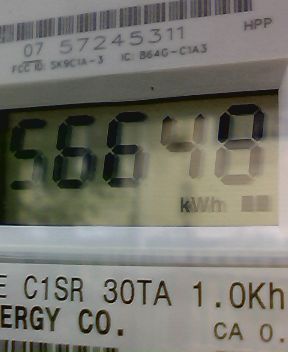 07 57245311
HPP
FCC ID: SK9C1A-3 IC: 864G-C1A3
56648
kWh
E C1SR 30TA 1.0Kh
ERGY CO. CA 0.